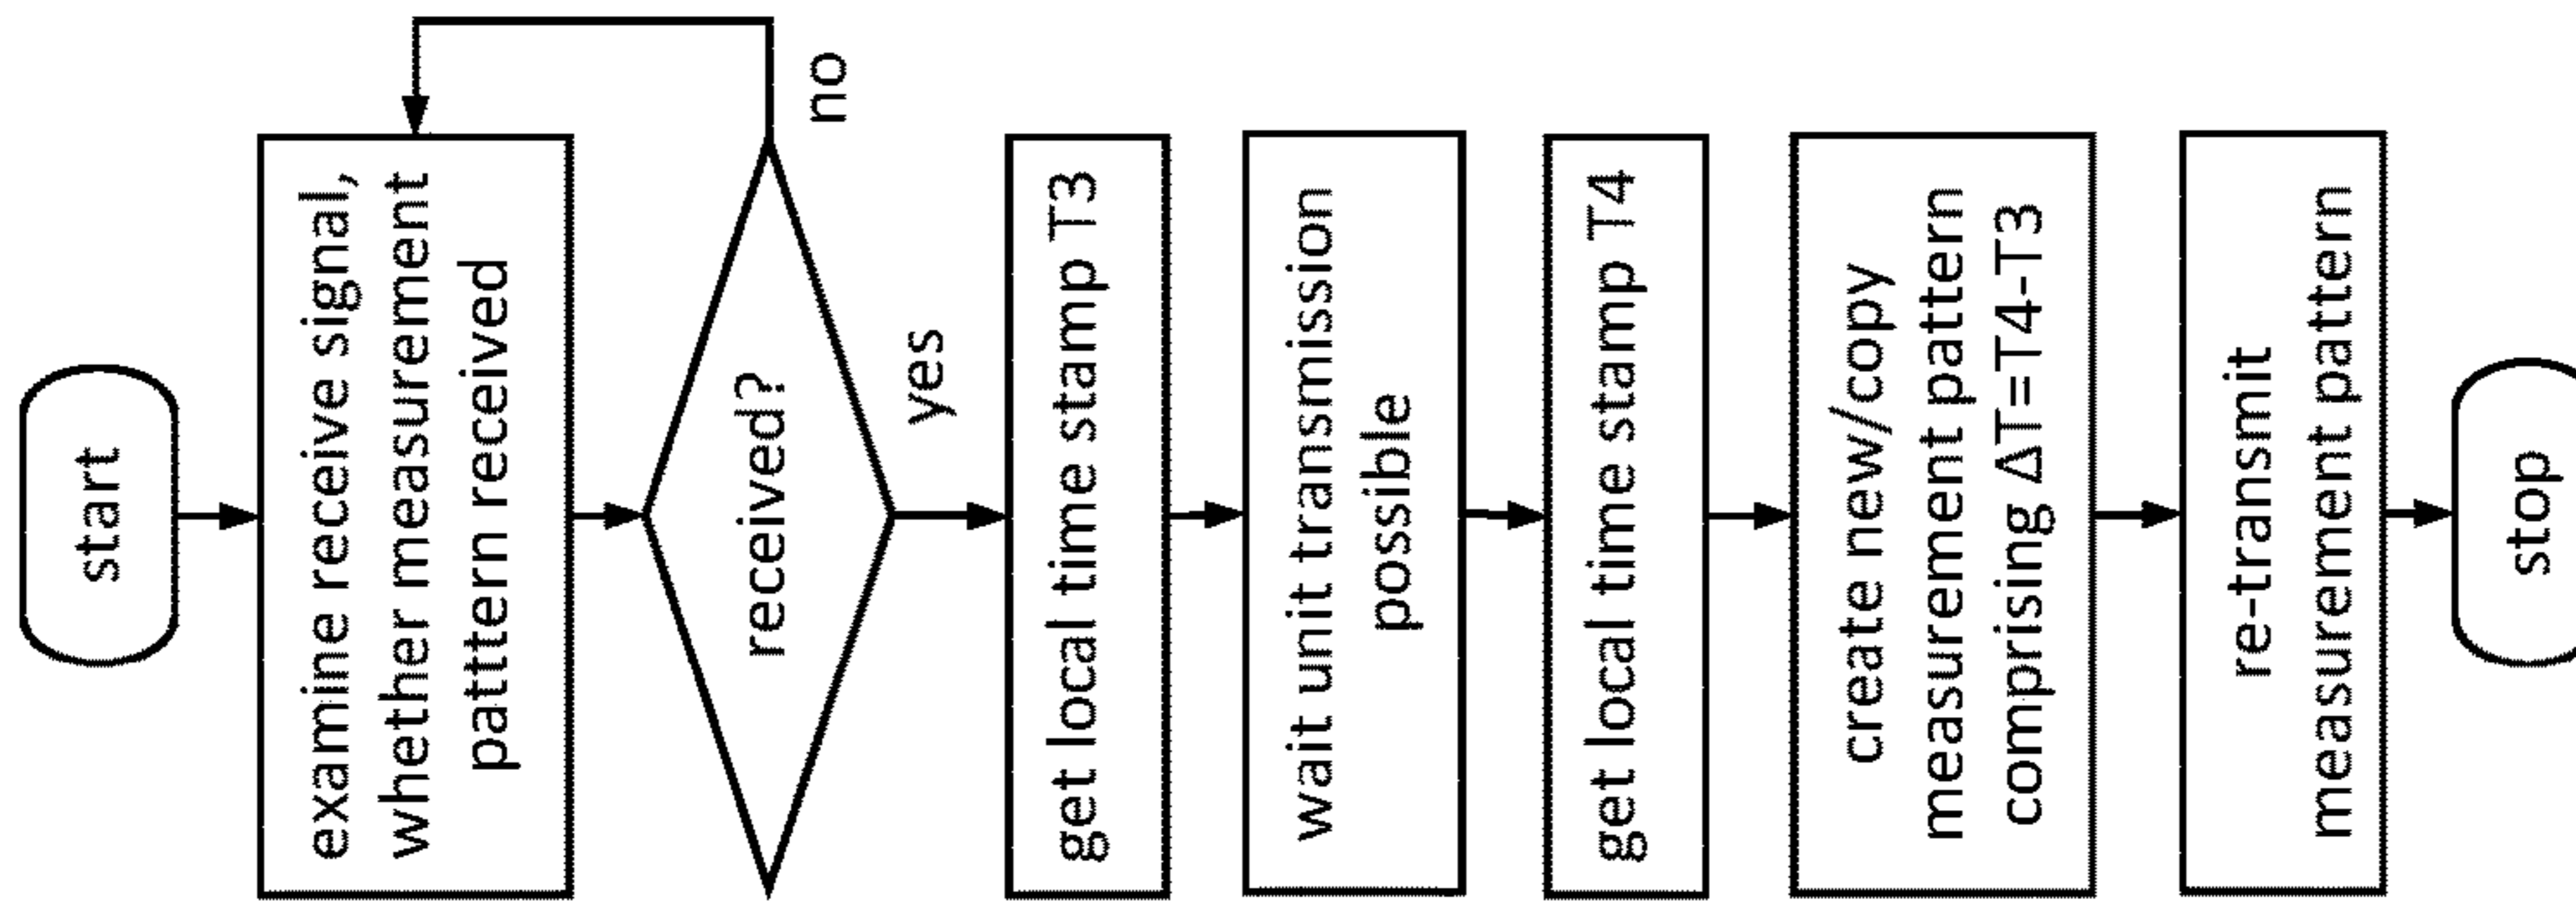 start
examine receive signal,
whether measurement
patttern received
received?
no
yes
get local time stamp T3
wait unit transmission
possible
get local time stamp T4
create new/copy
measurement pattern
comprising ΔT=T4-T3
re-transmit
measurement pattern
stop